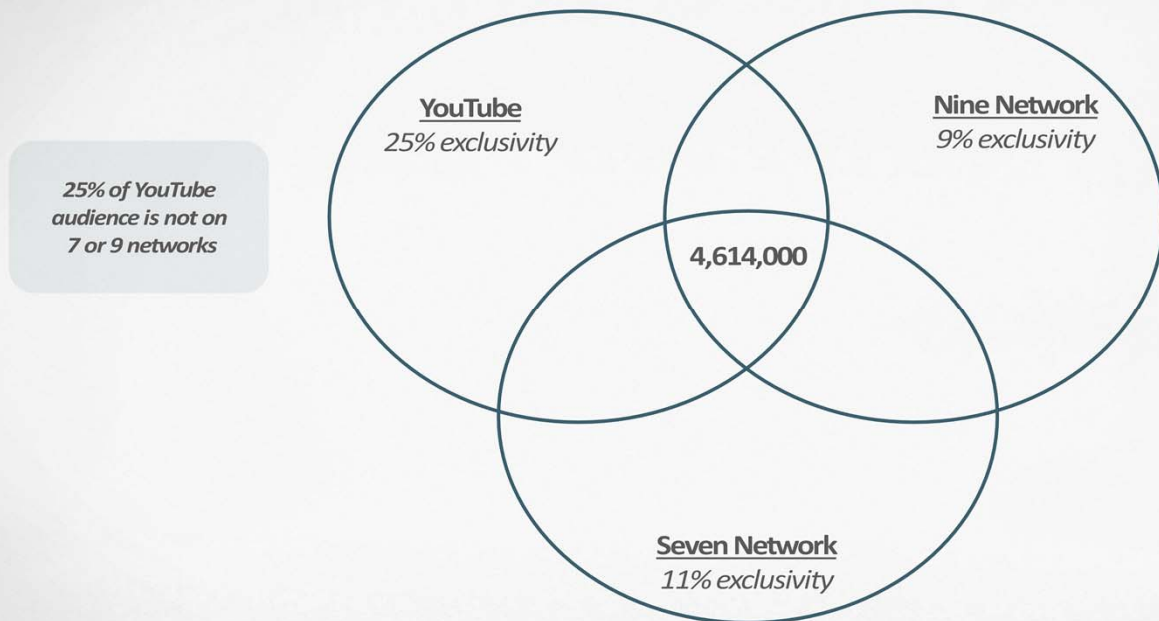 YouTube
25% exclusivity
Nine Network
9% exclusivity
25% of YouTube
audience is not on
7 or 9 networks
4,614,000
Seven Network
11% exclusivity